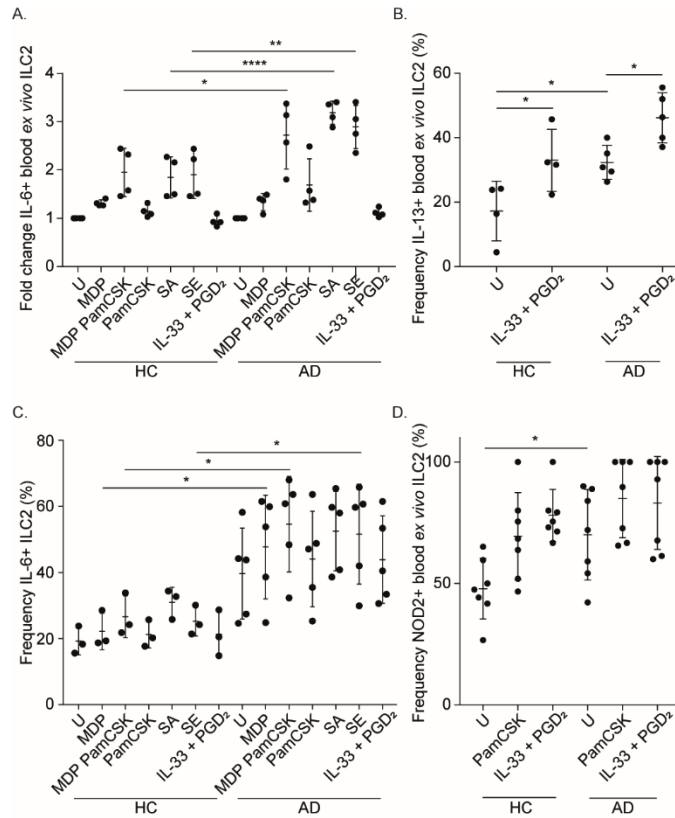 A.
Fold change IL-6+ blood ex vivo ILC2
4
3
2
1
0
*
****
**
U
MDP
MDP PamCSK
PamCSK
SA
SE
IL-33 + PGD₂
U
MDP
MDP PamCSK
PamCSK
SA
SE
IL-33 + PGD₂
HC
AD
B.
Frequency IL-13+ blood ex vivo ILC2 (%)
60
40
20
0
*
*
*
U
IL-33 + PGD₂
U
IL-33 + PGD₂
HC
AD
C.
Frequency IL-6+ ILC2 (%)
80
60
40
20
0
*
*
*
U
MDP
MDP PamCSK
PamCSK
SA
SE
IL-33 + PGD₂
U
MDP
MDP PamCSK
PamCSK
SA
SE
IL-33 + PGD₂
HC
AD
D.
Frequency NOD2+ blood ex vivo ILC2 (%)
100
50
0
*
U
PamCSK
IL-33 + PGD₂
U
PamCSK
IL-33 + PGD₂
HC
AD